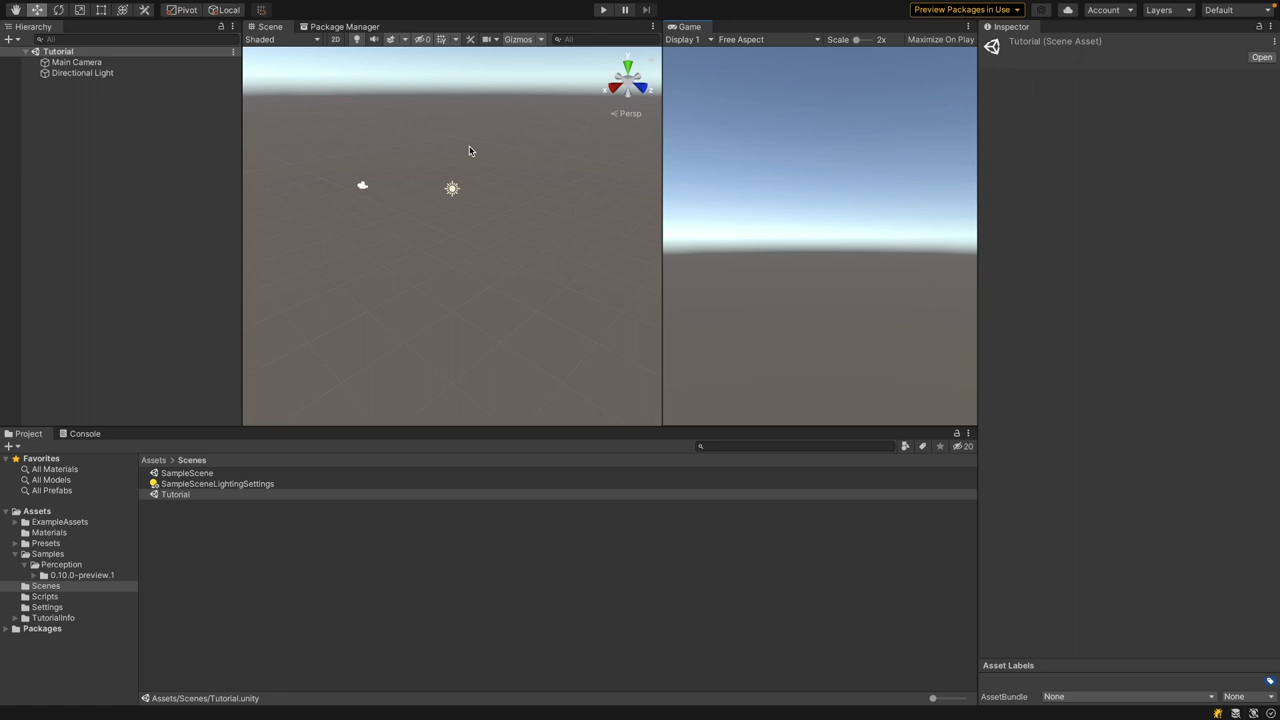 Pivot Local Preview Packages in Use Account Layers Default
Hierarchy Scene Package Manager Game Inspector
All Shaded 2D 0 Gizmos All Display 1 Free Aspect Scale 2x Maximize On Play Tutorial (Scene Asset)
Tutorial Open
Main Camera
Directional Light
y
x z
Persp
Project Console
20
Favorites Assets > Scenes
All Materials SampleScene
All Models SampleSceneLightingSettings
All Prefabs Tutorial
Assets
ExampleAssets
Materials
Presets
Samples
Perception
0.10.0-preview.1
Scenes
Scripts
Settings
TutorialInfo
Packages
Asset Labels
Assets/Scenes/Tutorial.unity AssetBundle None None